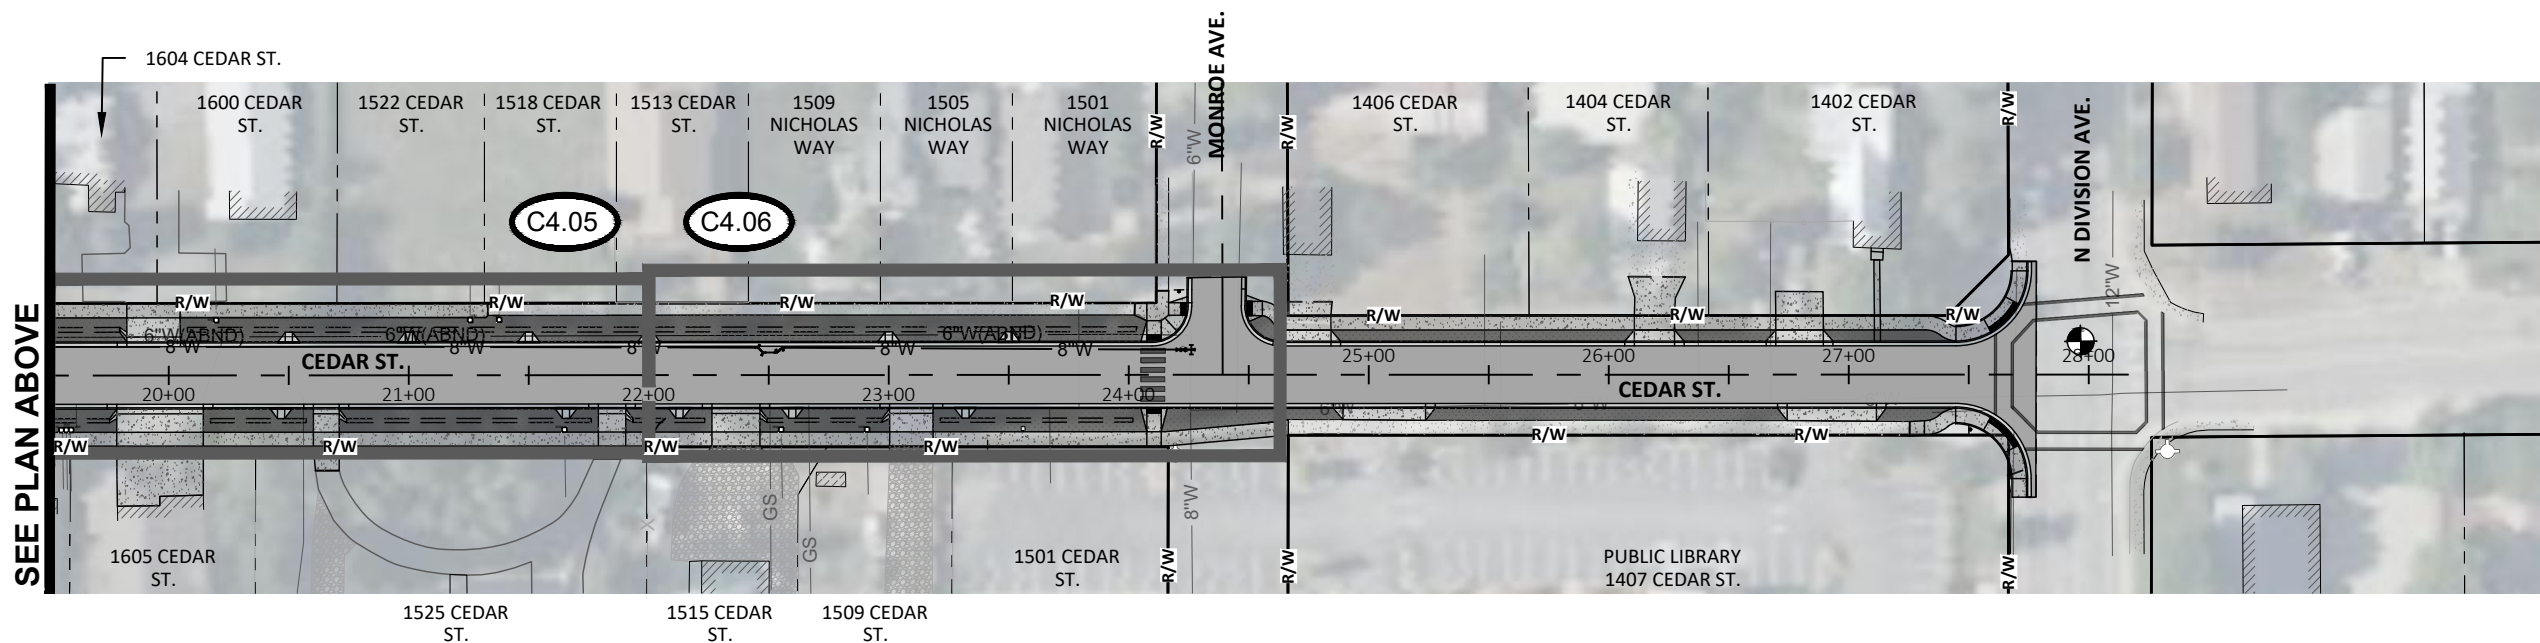 MONROE AVE.
1604 CEDAR ST.
1600 CEDAR
ST.
1522 CEDAR
ST.
1518 CEDAR
ST.
1513 CEDAR
ST.
1509
NICHOLAS
WAY
1505
NICHOLAS
WAY
1501
NICHOLAS
WAY
R/W
6"W
R/W
1406 CEDAR
ST.
1404 CEDAR
ST.
1402 CEDAR
ST.
R/W
N DIVISION AVE.
12"W
C4.05
C4.06
SEE PLAN ABOVE
R/W
R/W
R/W
R/W
R/W
R/W
R/W
6"W(ABND)
6"W(ABND)
6"W(ABND)
8"W
8"W
8"W
8"W
8"W
CEDAR ST.
25+00
26+00
27+00
28+00
20+00
21+00
22+00
23+00
24+00
CEDAR ST.
6"W
R/W
R/W
R/W
R/W
R/W
R/W
GS
GS
X
8"W
R/W
R/W
R/W
1605 CEDAR
ST.
1501 CEDAR
ST.
PUBLIC LIBRARY
1407 CEDAR ST.
1525 CEDAR
ST.
1515 CEDAR
ST.
1509 CEDAR
ST.